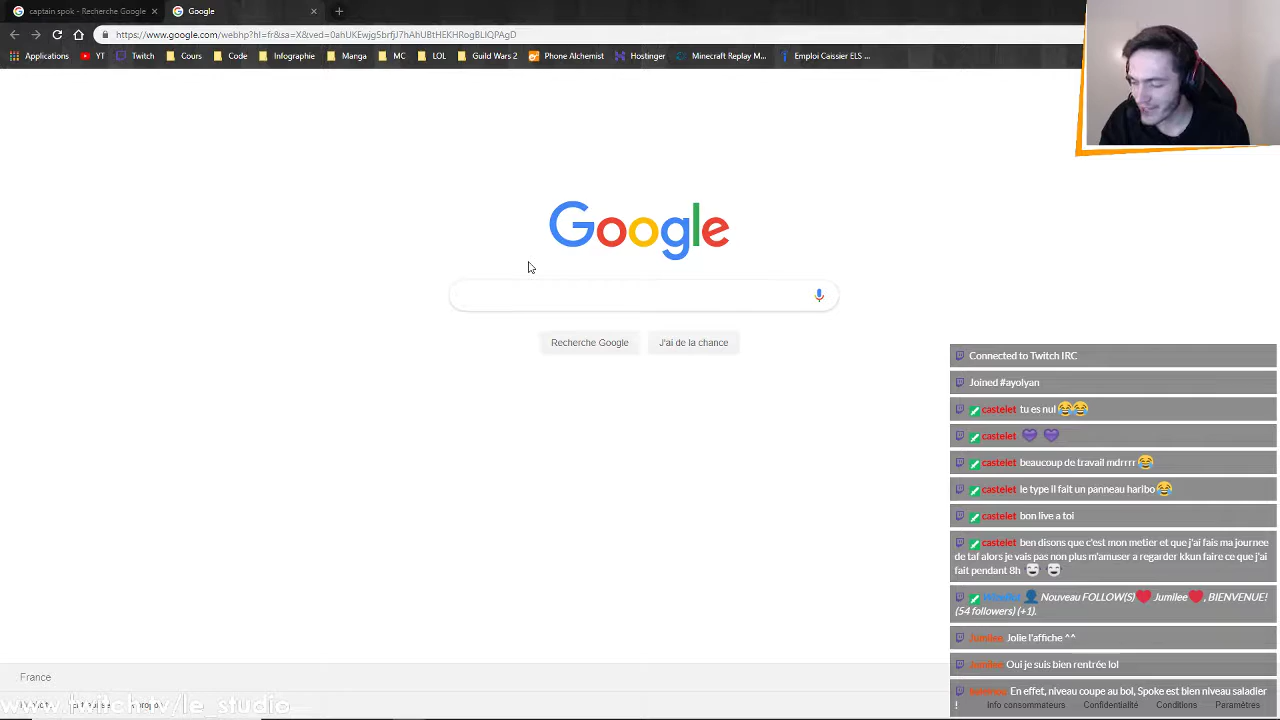 captain spok - Recherche Google
Google
https://www.google.com/webhp?hl=fr&sa=X&ved=0ahUKEwjg5brfjJ7hAhUBtHEKHRogBLIQPAgD
Applications YT Twitch Cours Code Infographie Manga MC LOL Guild Wars 2 Phone Alchemist Hostinger Minecraft Replay M... Emploi Caissier ELS ...
Google
Recherche Google J'ai de la chance
Connected to Twitch IRC
Joined #ayolyan
castelet tu es nul
castelet
castelet beaucoup de travail mdrrrr
castelet le type il fait un panneau haribo
castelet bon live a toi
castelet ben disons que c'est mon metier et que j'ai fais ma journee
de taf alors je vais pas non plus m'amuser a regarder kkun faire ce que j'ai
fait pendant 8h
Nouveau FOLLOW(S) Jumilee, BIENVENUE!
(54 followers) (+1).
Jumilee Jolie l'affiche ^^
Jumilee Oui je suis bien rentrée lol
En effet, niveau coupe au bol, Spoke est bien niveau saladier
!
France
www.twitch.tv/le_studio
Info consommateurs Confidentialité Conditions Paramètres